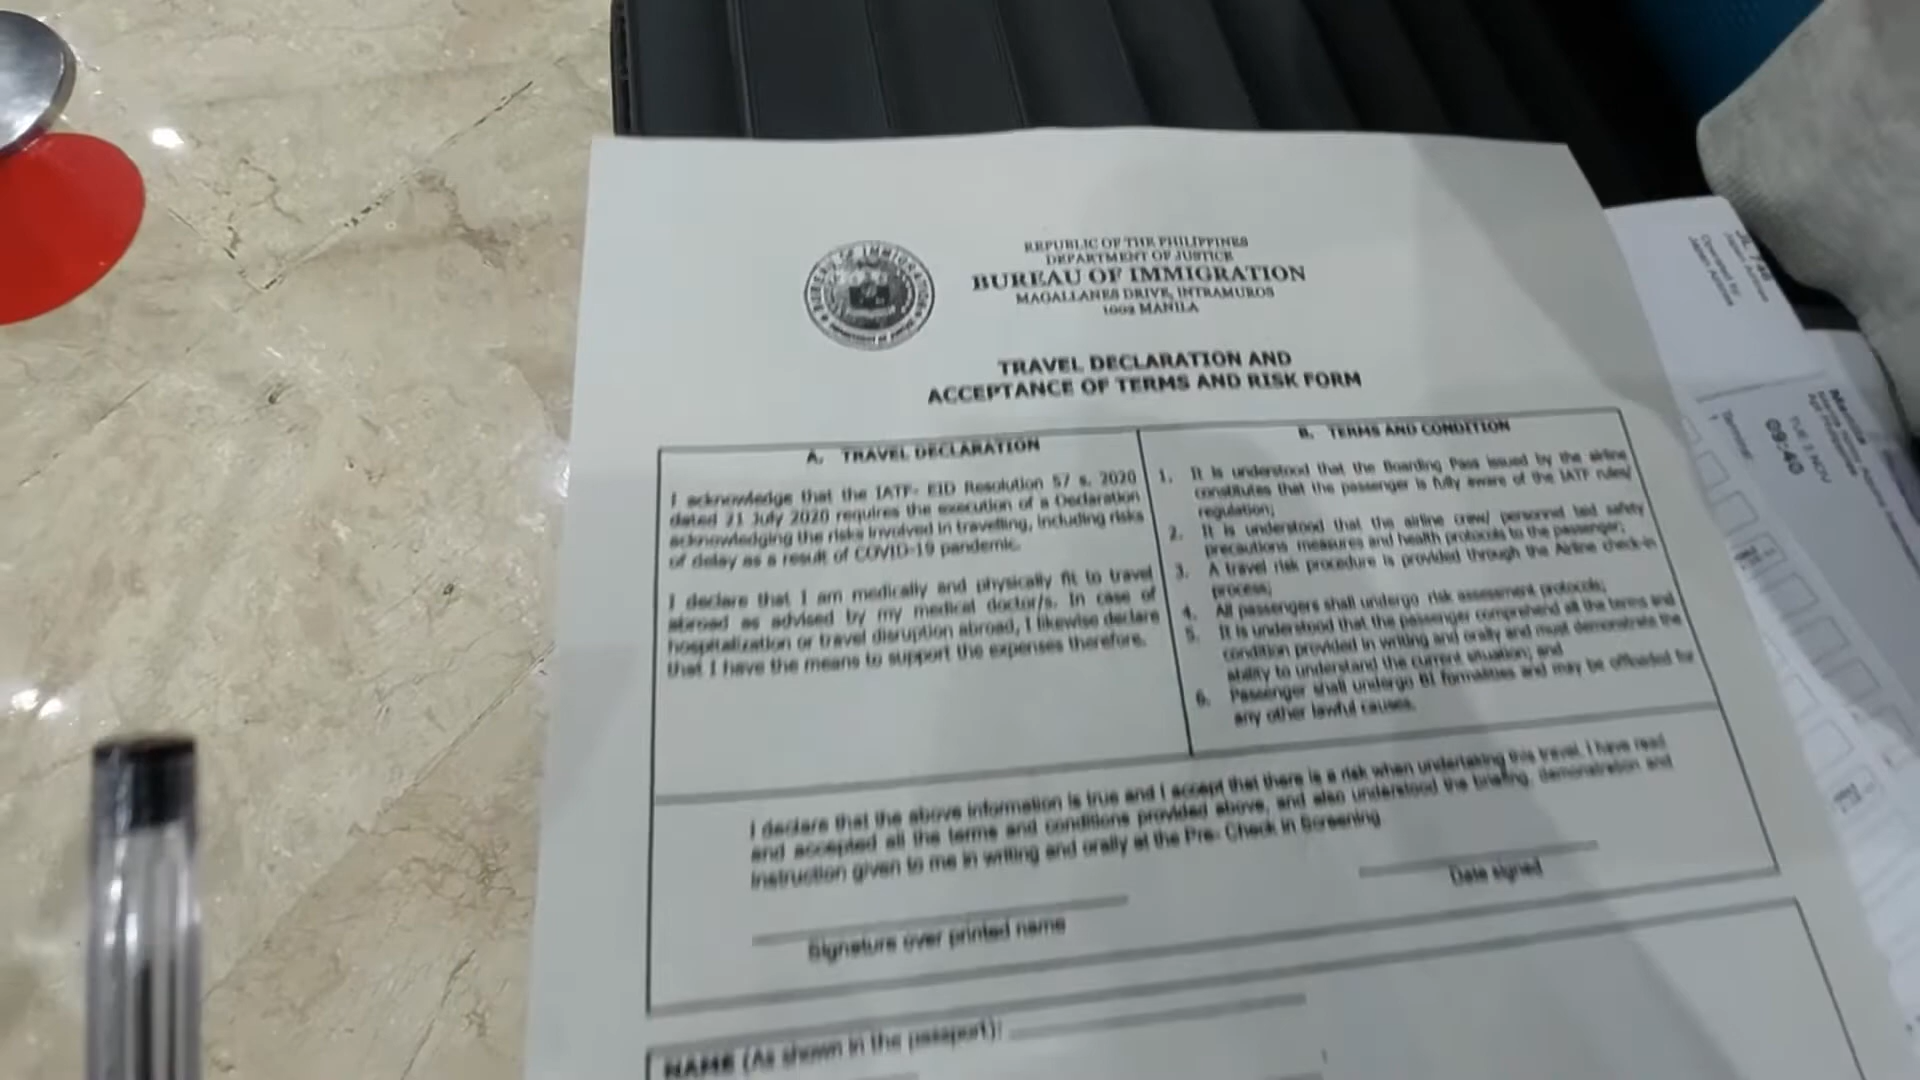 REPUBLIC OF THE PHILIPPINES
DEPARTMENT OF JUSTICE
BUREAU OF IMMIGRATION
MAGALLANES DRIVE, INTRAMUROS
1002 MANILA
TRAVEL DECLARATION AND
ACCEPTANCE OF TERMS AND RISK FORM
A. TRAVEL DECLARATION
I acknowledge that the IATF- EID Resolution 57 s. 2020
dated 21 July 2020 requires the execution of a Declaration
acknowledging the risks involved in travelling, including risks
of delay as a result of COVID-19 pandemic.
I declare that I am medically and physically fit to travel
abroad as advised by my medical doctor/s. In case of
hospitalization or travel disruption abroad, I likewise declare
that I have the means to support the expenses therefore.
B. TERMS AND CONDITION
1. It is understood that the Boarding Pass issued by the airline
constitutes that the passenger is fully aware of the IATF rules/
regulation;
2. It is understood that the airline crew/ personnel laid safety
precautions measures and health protocols to the passenger;
3. A travel risk procedure is provided through the Airline check-in
process;
4. All passengers shall undergo risk assessment protocols;
5. It is understood that the passenger comprehend all the terms and
condition provided in writing and orally and must demonstrate the
ability to understand the current situation; and
6. Passenger shall undergo BI formalities and may be offloaded for
any other lawful causes.
I declare that the above information is true and I accept that there is a risk when undertaking this travel. I have read
and accepted all the terms and conditions provided above, and also understood the briefing, demonstration and
instruction given to me in writing and orally at the Pre- Check in Screening
Signature over printed name
Date signed
NAME (As shown in the passport):
Operated by
Manila
TUE 3 NOV
09:40
Terminal